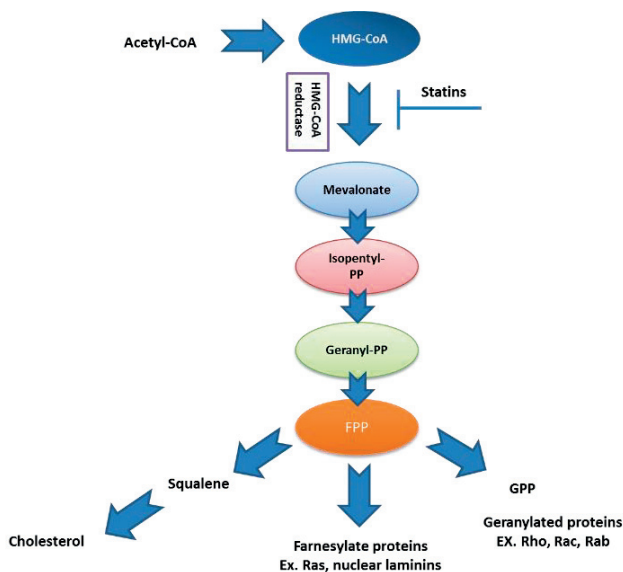 Acetyl-CoA
HMG-CoA
HMG-CoA
reductase
Statins
Mevalonate
Isopentyl-
PP
Geranyl-PP
FPP
Squalene
Cholesterol
Farnesylate proteins
Ex. Ras, nuclear laminins
GPP
Geranylated proteins
EX. Rho, Rac, Rab